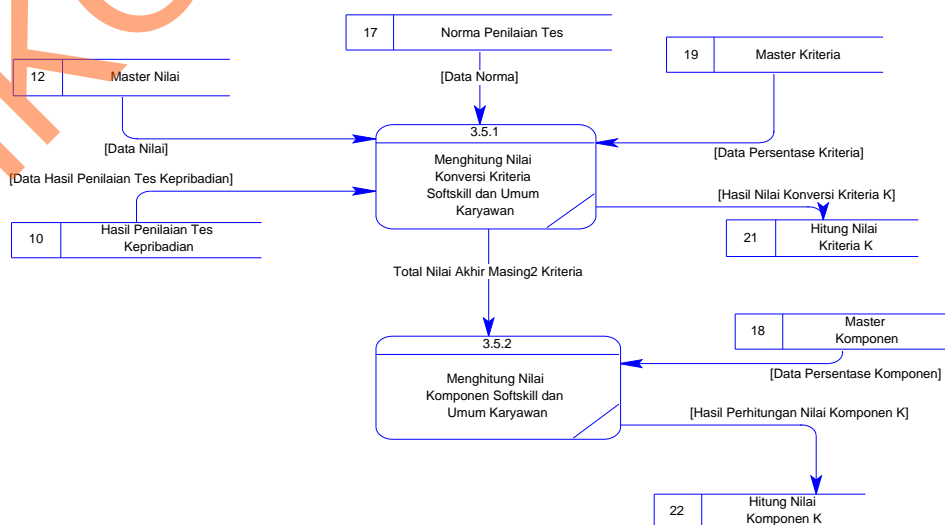 17 Norma Penilaian Tes
19 Master Kriteria
12 Master Nilai
[Data Norma]
3.5.1
[Data Nilai]
[Data Persentase Kriteria]
Menghitung Nilai
Konversi Kriteria
Softskill dan Umum
Karyawan
[Data Hasil Penilaian Tes Kepribadian]
[Hasil Nilai Konversi Kriteria K]
10
Hasil Penilaian Tes
Kepribadian
21
Hitung Nilai
Kriteria K
Total Nilai Akhir Masing2 Kriteria
18
Master
Komponen
3.5.2
[Data Persentase Komponen]
Menghitung Nilai
Komponen Softskill dan
Umum Karyawan
[Hasil Perhitungan Nilai Komponen K]
22
Hitung Nilai
Komponen K